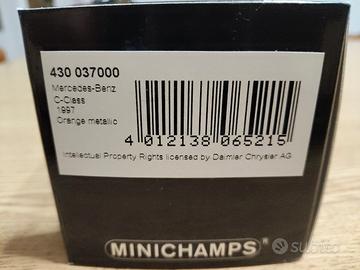 430 037000
Mercedes-Benz
C-Class
1997
Orange metallic
4 012138 065215
Intellectual Property Rights licensed by Daimler Chrysler AG
MINICHAMPS®
subito